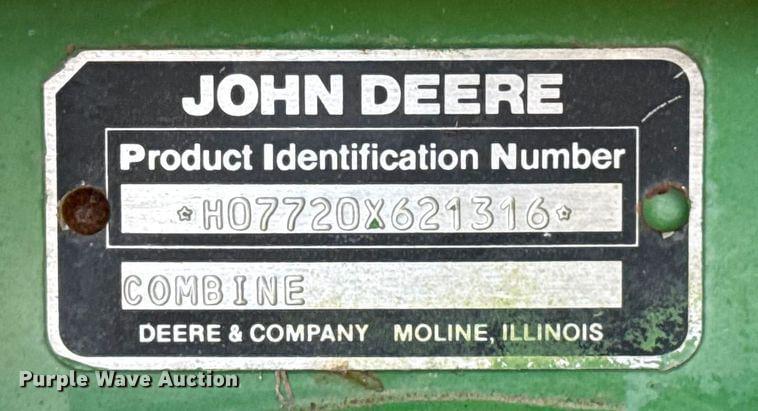 JOHN DEERE
Product Identification Number
*H07720X621316*
COMBINE
DEERE & COMPANY MOLINE, ILLINOIS
Purple Wave Auction